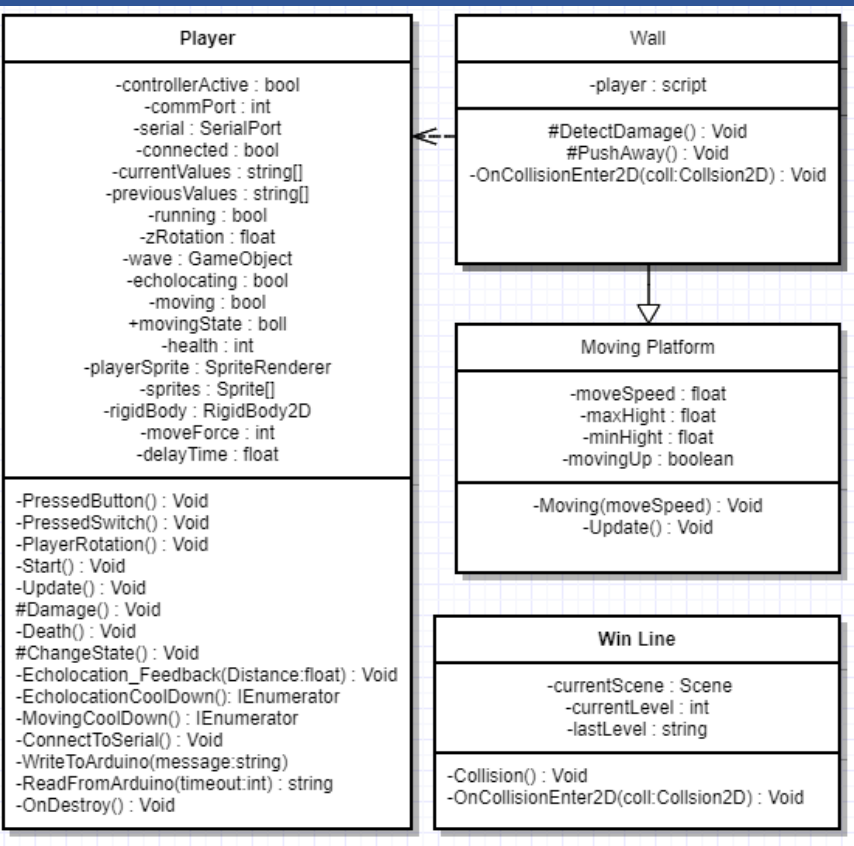 Player
-controllerActive : bool
-commPort : int
-serial : SerialPort
-connected : bool
-currentValues : string[]
-previousValues : string[]
-running : bool
-zRotation : float
-wave : GameObject
-echolocating : bool
-moving : bool
+movingState : boll
-health : int
-playerSprite : SpriteRenderer
-sprites : Sprite[]
-rigidBody : RigidBody2D
-moveForce : int
-delayTime : float
-PressedButton() : Void
-PressedSwitch() : Void
-PlayerRotation() : Void
-Start() : Void
-Update() : Void
#Damage() : Void
-Death() : Void
#ChangeState() : Void
-Echolocation_Feedback(Distance:float) : Void
-EcholocationCoolDown(): IEnumerator
-MovingCoolDown() : IEnumerator
-ConnectToSerial() : Void
-WriteToArduino(message:string)
-ReadFromArduino(timeout:int) : string
-OnDestroy() : Void
Wall
-player : script
#DetectDamage() : Void
#PushAway() : Void
-OnCollisionEnter2D(coll:Collsion2D) : Void
Moving Platform
-moveSpeed : float
-maxHight : float
-minHight : float
-movingUp : boolean
-Moving(moveSpeed) : Void
-Update() : Void
Win Line
-currentScene : Scene
-currentLevel : int
-lastLevel : string
-Collision() : Void
-OnCollisionEnter2D(coll:Collsion2D) : Void